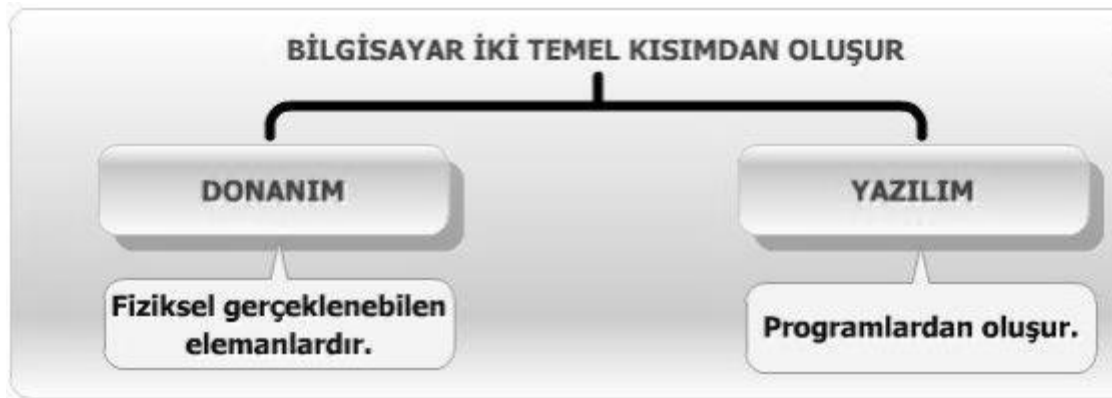 BİLGİSAYAR İKİ TEMEL KISIMDAN OLUŞUR
DONANIM
YAZILIM
Fiziksel gerçeklenebilen
elemanlardır.
Programlardan oluşur.